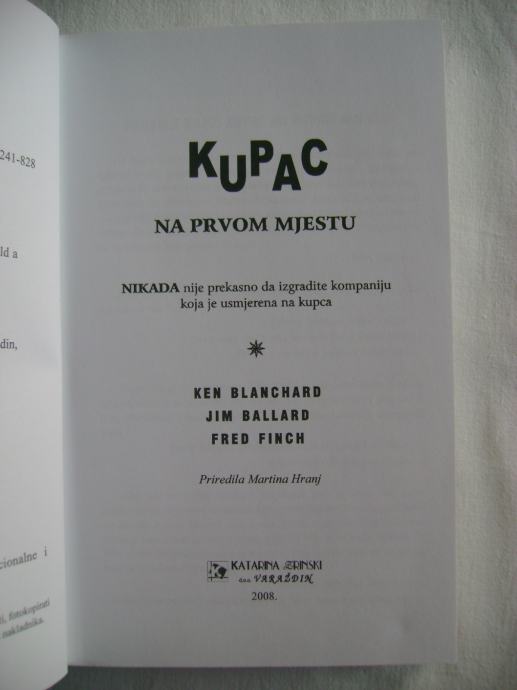 241-828
ld a
din,
cionalne i
ti, fotokopirati
nakladnika.
KUPAC
NA PRVOM MJESTU
NIKADA nije prekasno da izgradite kompaniju
koja je usmjerena na kupca
KEN BLANCHARD
JIM BALLARD
FRED FINCH
Priredila Martina Hranj
KATARINA ZRINSKI
d.o.o. VARAŽDIN
2008.